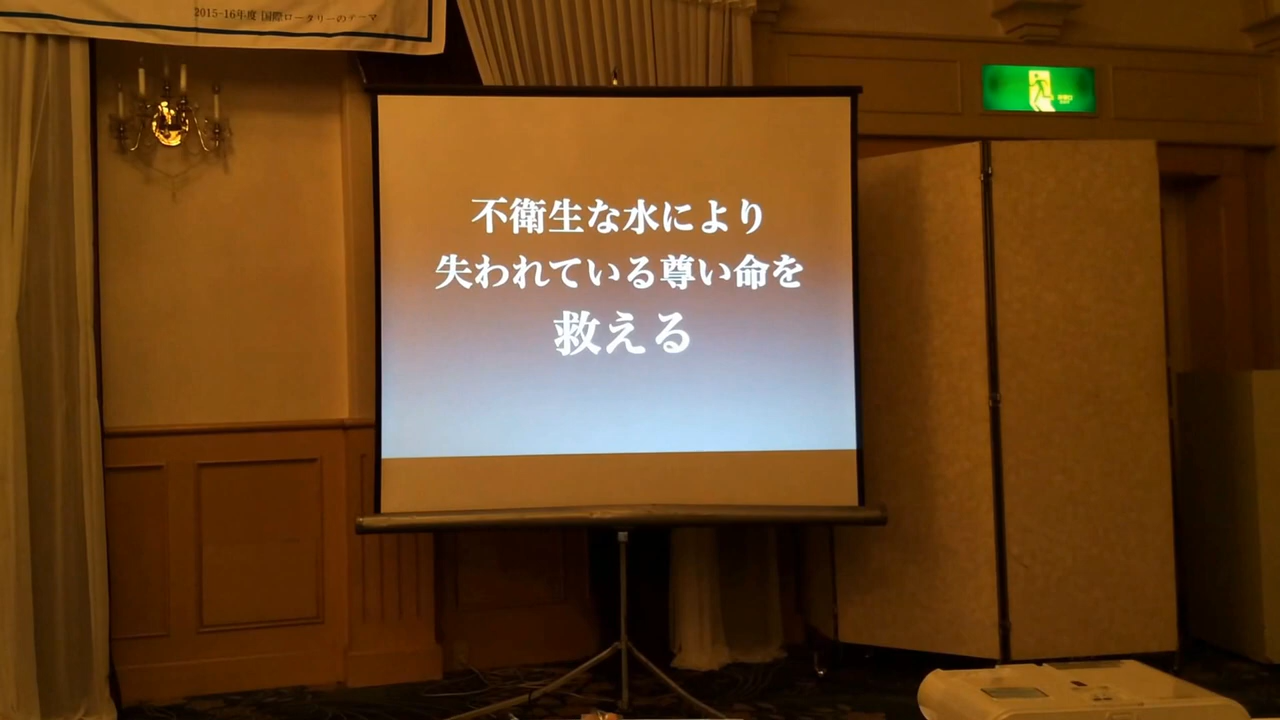 2015-16年度 国際ロータリーのテーマ
不衛生な水により
失われている尊い命を
救える